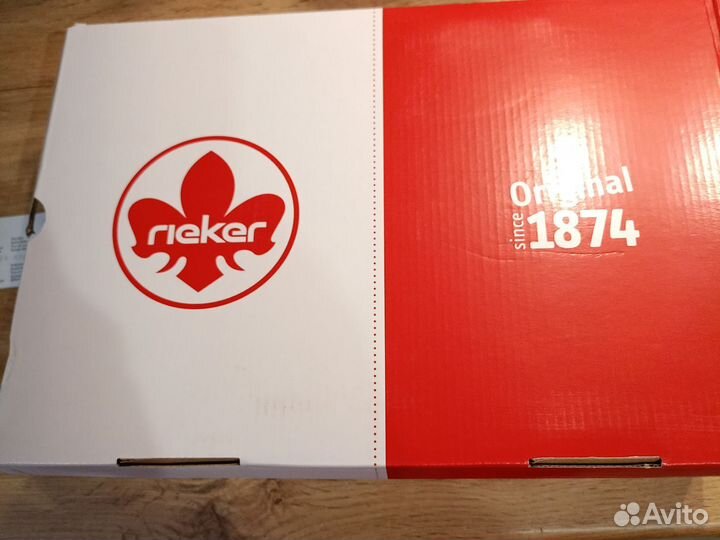 rieker
Original
since 1874
Avito